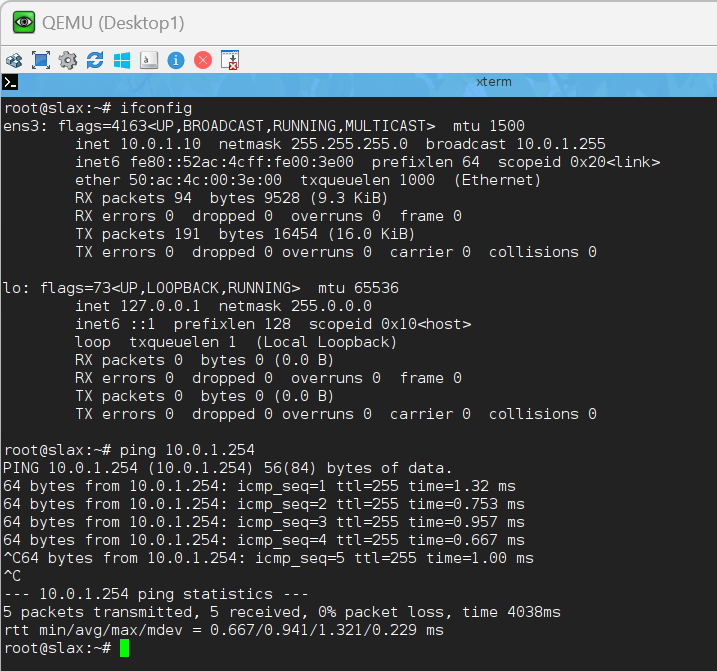 QEMU (Desktop1)
xterm
root@slax:~# ifconfig
ens3: flags=4163<UP,BROADCAST,RUNNING,MULTICAST>  mtu 1500
        inet 10.0.1.10  netmask 255.255.255.0  broadcast 10.0.1.255
        inet6 fe80::52ac:4cff:fe00:3e00  prefixlen 64  scopeid 0x20<link>
        ether 50:ac:4c:00:3e:00  txqueuelen 1000  (Ethernet)
        RX packets 94  bytes 9528 (9.3 KiB)
        RX errors 0  dropped 0  overruns 0  frame 0
        TX packets 191  bytes 16454 (16.0 KiB)
        TX errors 0  dropped 0 overruns 0  carrier 0  collisions 0

lo: flags=73<UP,LOOPBACK,RUNNING>  mtu 65536
        inet 127.0.0.1  netmask 255.0.0.0
        inet6 ::1  prefixlen 128  scopeid 0x10<host>
        loop  txqueuelen 1  (Local Loopback)
        RX packets 0  bytes 0 (0.0 B)
        RX errors 0  dropped 0  overruns 0  frame 0
        TX packets 0  bytes 0 (0.0 B)
        TX errors 0  dropped 0 overruns 0  carrier 0  collisions 0

root@slax:~# ping 10.0.1.254
PING 10.0.1.254 (10.0.1.254) 56(84) bytes of data.
64 bytes from 10.0.1.254: icmp_seq=1 ttl=255 time=1.32 ms
64 bytes from 10.0.1.254: icmp_seq=2 ttl=255 time=0.753 ms
64 bytes from 10.0.1.254: icmp_seq=3 ttl=255 time=0.957 ms
64 bytes from 10.0.1.254: icmp_seq=4 ttl=255 time=0.667 ms
^C64 bytes from 10.0.1.254: icmp_seq=5 ttl=255 time=1.00 ms
^C
--- 10.0.1.254 ping statistics ---
5 packets transmitted, 5 received, 0% packet loss, time 4038ms
rtt min/avg/max/mdev = 0.667/0.941/1.321/0.229 ms
root@slax:~#